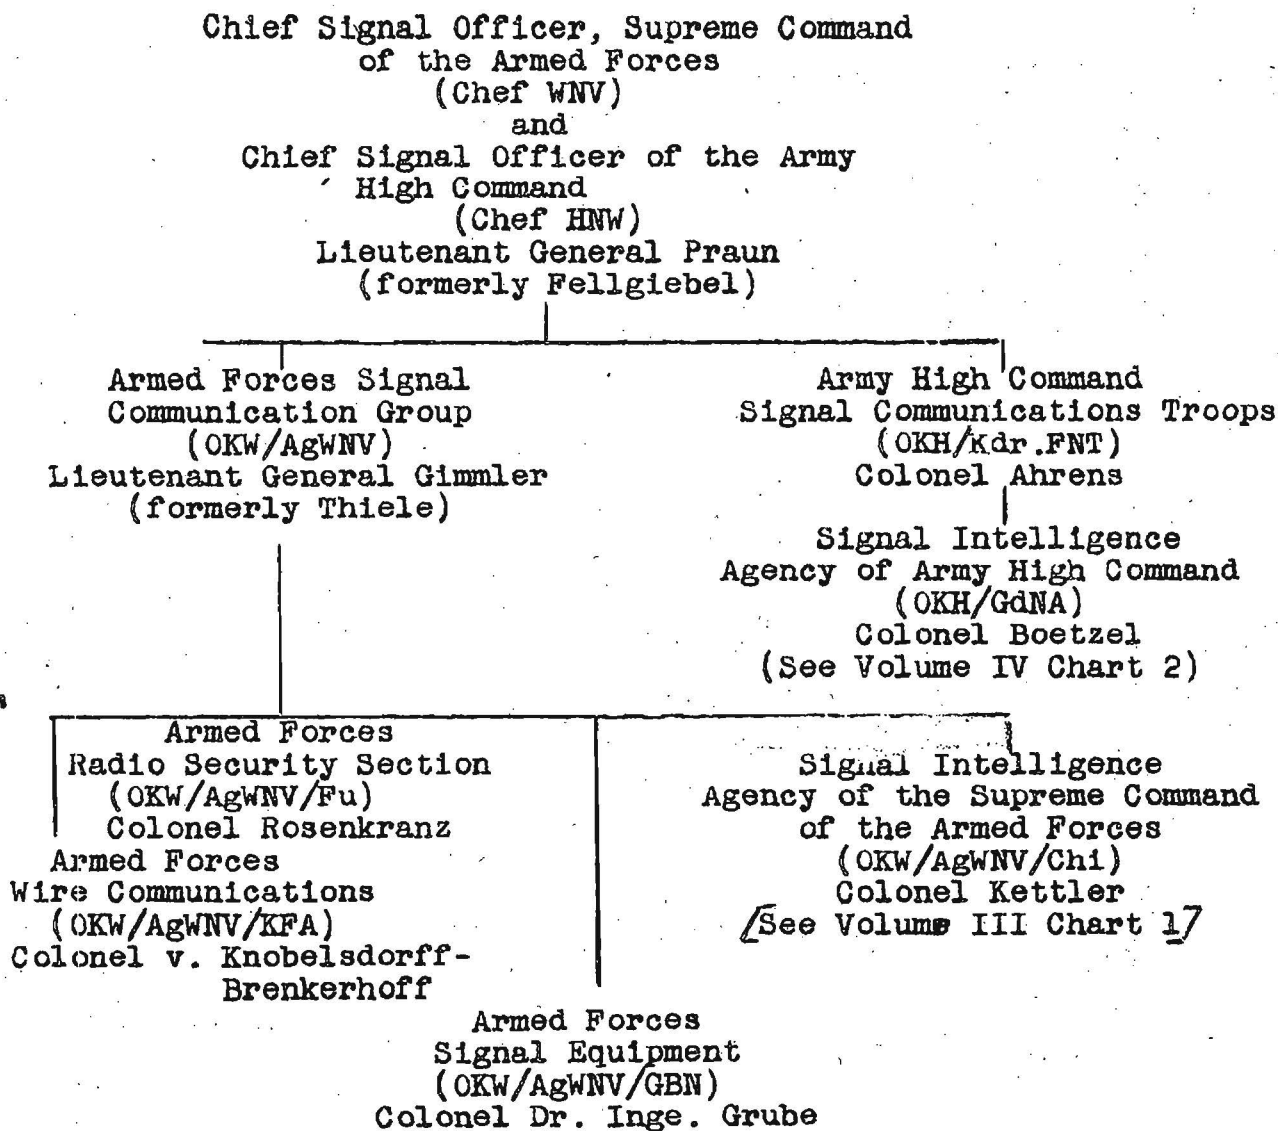 Chief Signal Officer, Supreme Command
of the Armed Forces
(Chef WNV)
and
Chief Signal Officer of the Army
High Command
(Chef HNW)
Lieutenant General Praun
(formerly Fellgiebel)
Armed Forces Signal
Communication Group
(OKW/AgWNV)
Lieutenant General Gimmler
(formerly Thiele)
Army High Command
Signal Communications Troops
(OKH/Kdr.FNT)
Colonel Ahrens
Signal Intelligence
Agency of Army High Command
(OKH/GdNA)
Colonel Boetzel
(See Volume IV Chart 2)
Armed Forces
Radio Security Section
(OKW/AgWNV/Fu)
Colonel Rosenkranz
Armed Forces
Wire Communications
(OKW/AgWNV/KFA)
Colonel v. Knobelsdorff-
Brenkerhoff
Signal Intelligence
Agency of the Supreme Command
of the Armed Forces
(OKW/AgWNV/Chi)
Colonel Kettler
[See Volume III Chart 1]
Armed Forces
Signal Equipment
(OKW/AgWNV/GBN)
Colonel Dr. Inge. Grube